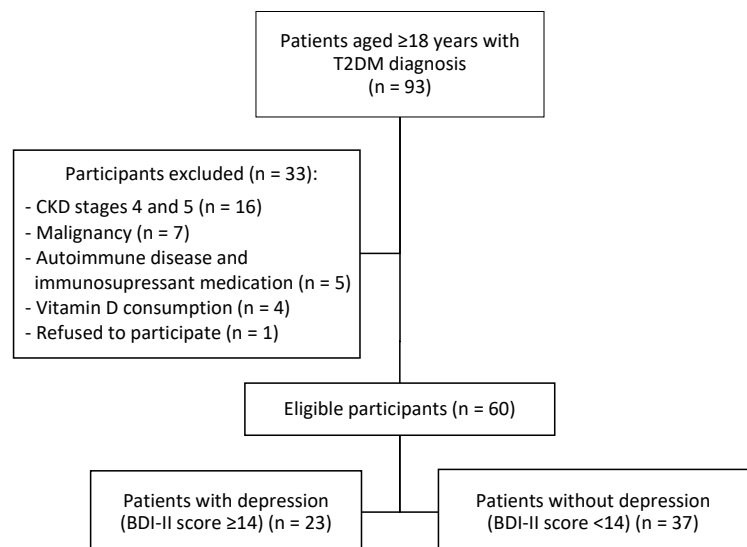 Patients aged ≥18 years with
T2DM diagnosis
(n = 93)
Participants excluded (n = 33):
- CKD stages 4 and 5 (n = 16)
- Malignancy (n = 7)
- Autoimmune disease and
immunosupressant medication (n = 5)
- Vitamin D consumption (n = 4)
- Refused to participate (n = 1)
Eligible participants (n = 60)
Patients with depression
(BDI-II score ≥14) (n = 23)
Patients without depression
(BDI-II score <14) (n = 37)